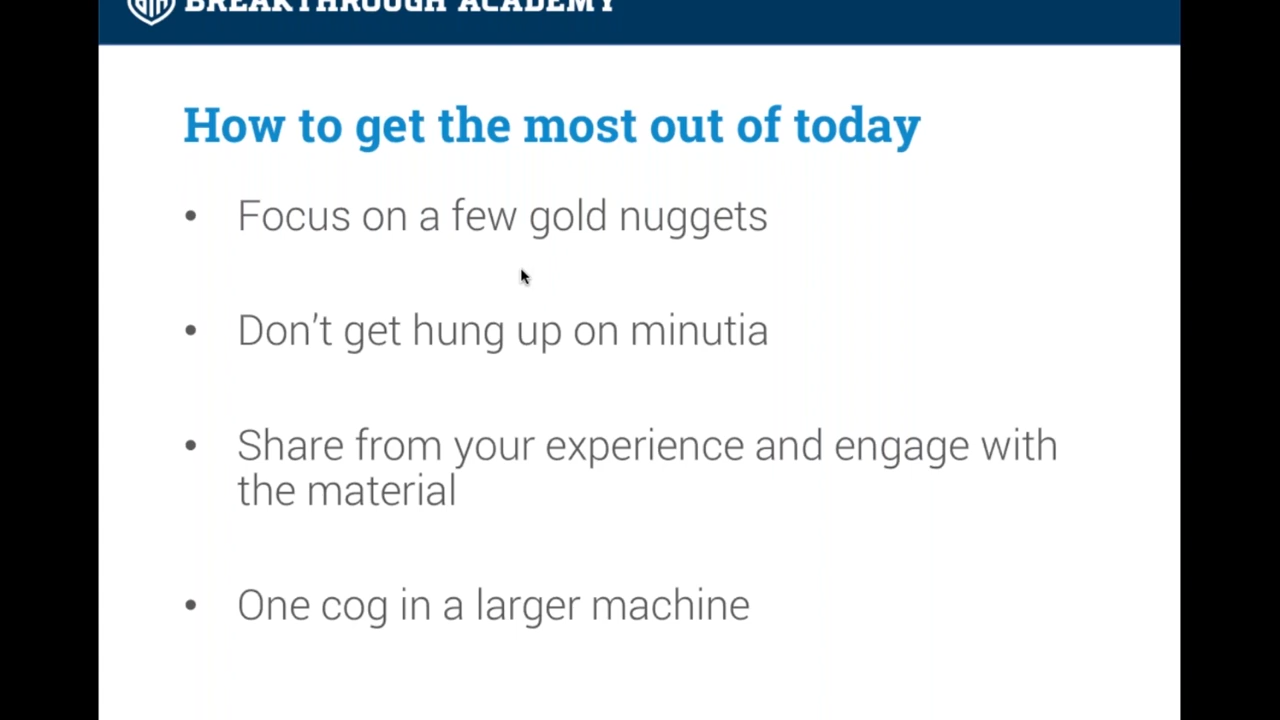 BREAKTHROUGH ACADEMY
How to get the most out of today
• Focus on a few gold nuggets
• Don't get hung up on minutia
• Share from your experience and engage with
the material
• One cog in a larger machine